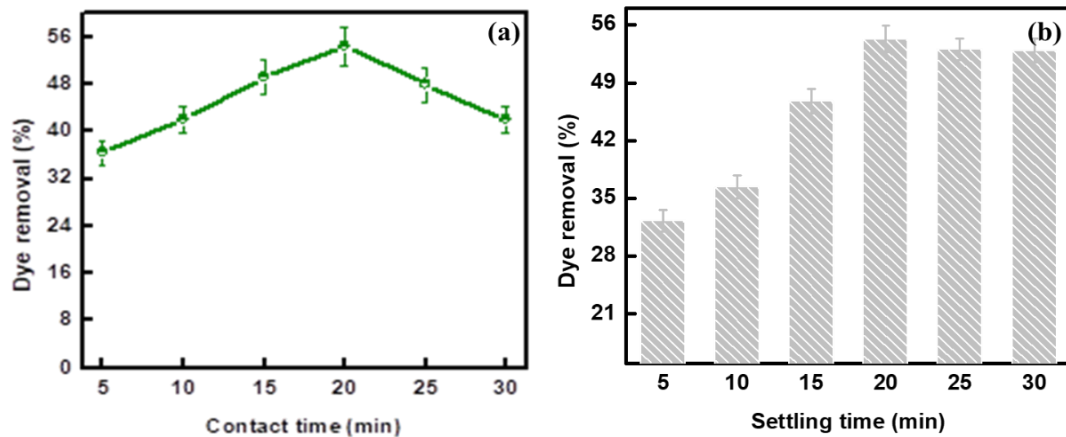 (a)
Dye removal (%)
56
48
40
32
24
16
8
0
5 10 15 20 25 30
Contact time (min)
(b)
Dye removal (%)
56
49
42
35
28
21
5 10 15 20 25 30
Settling time (min)